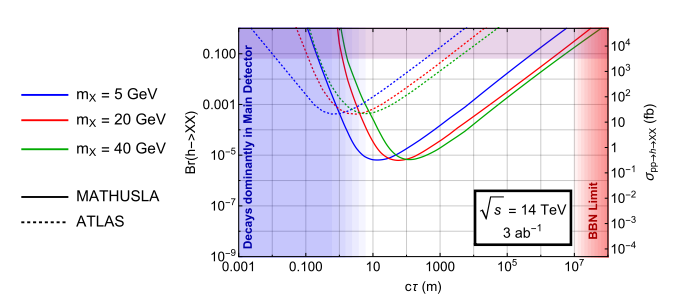 m_X = 5 GeV
m_X = 20 GeV
m_X = 40 GeV
MATHUSLA
ATLAS
Br(h->XX)
0.100
0.001
10^-5
10^-7
10^-9
Decays dominantly in Main Detector
√s = 14 TeV
3 ab^-1
BBN Limit
10^4
10^3
10^2
10
1
10^-1
10^-2
10^-3
10^-4
σ_pp→h→XX (fb)
0.001
0.100
10
1000
10^5
10^7
cτ (m)